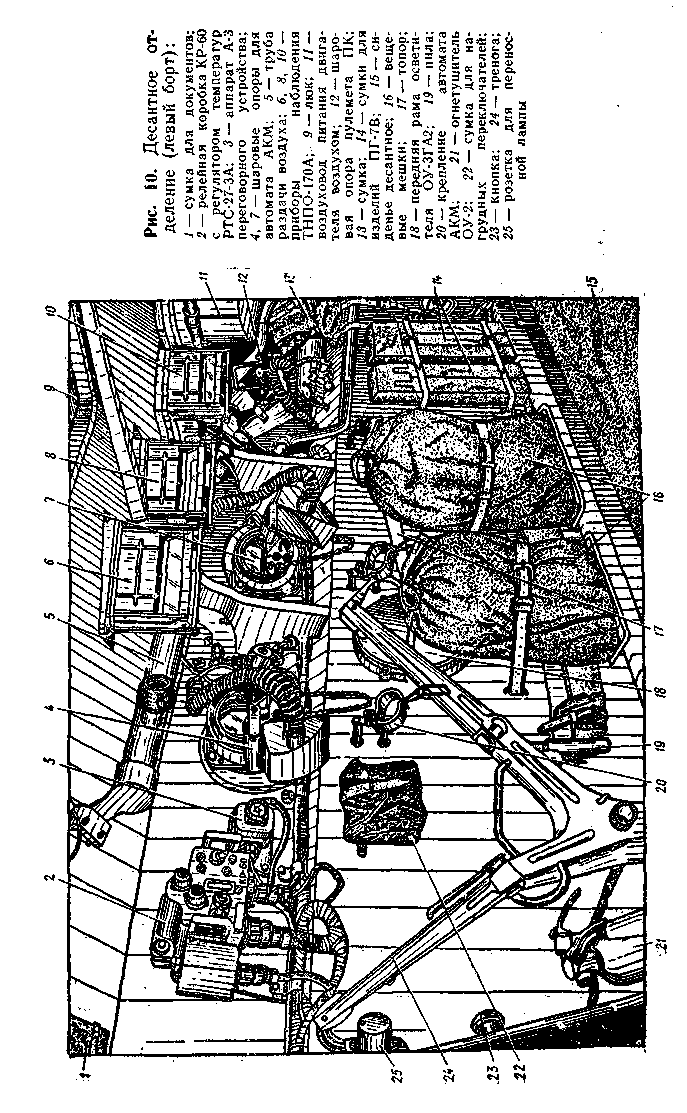 Рис. 10. Десантное от-
деление (левый борт):
1 — сумка для документов;
2 — релейная коробка КР-60
с регулятором температур
РТС-27-3А; 3 — аппарат А-3
переговорного устройства;
4, 7 — шаровые опоры для
автомата АКМ; 5 — труба
раздачи воздуха; 6, 8, 10 —
приборы наблюдения
ТНПО-170А; 9 — люк; 11 —
воздуховод питания двига-
теля воздухом; 12 — шаро-
вая опора пулемета ПК;
13 — сумка; 14 — сумки для
изделий ПГ-7В; 15 — си-
денье десантное; 16 — веще-
вые мешки; 17 — топор;
18 — передняя рама освети-
теля ОУ-3ГА2; 19 — пила;
20 — крепление автомата
АКМ; 21 — огнетушитель
ОУ-2; 22 — сумка для на-
грудных переключателей;
23 — кнопка; 24 — тренога;
25 — розетка для перенос-
ной лампы
1
2
3
4
5
6
7
8
9
10
11
12
13
14
15
16
17
18
19
20
21
22
23
24
25